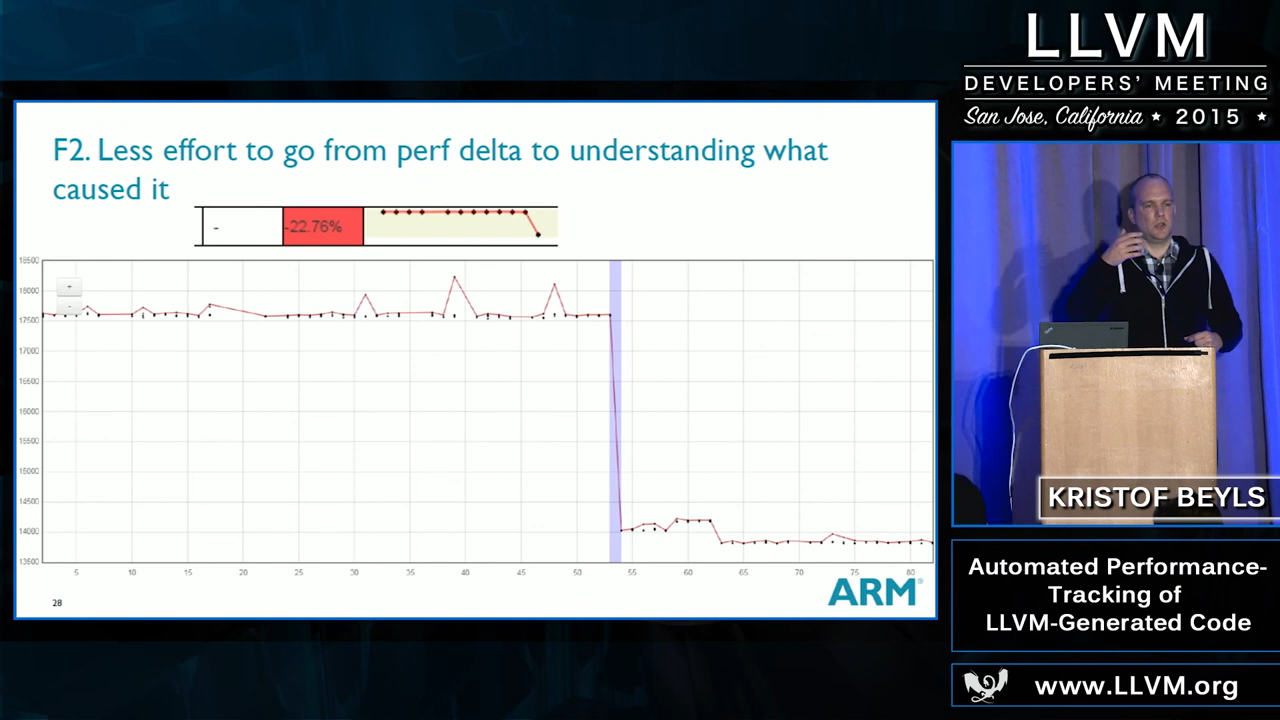 LLVM
DEVELOPERS' MEETING
San Jose, California ★ 2015 ★
F2. Less effort to go from perf delta to understanding what
caused it
- -22.76%
18500
18000
17500
17000
16500
16000
15500
15000
14500
14000
13500
+
-
5 10 15 20 25 30 35 40 45 50 55 60 65 70 75 80
ARM®
28
KRISTOF BEYLS
Automated Performance-
Tracking of
LLVM-Generated Code
www.LLVM.org